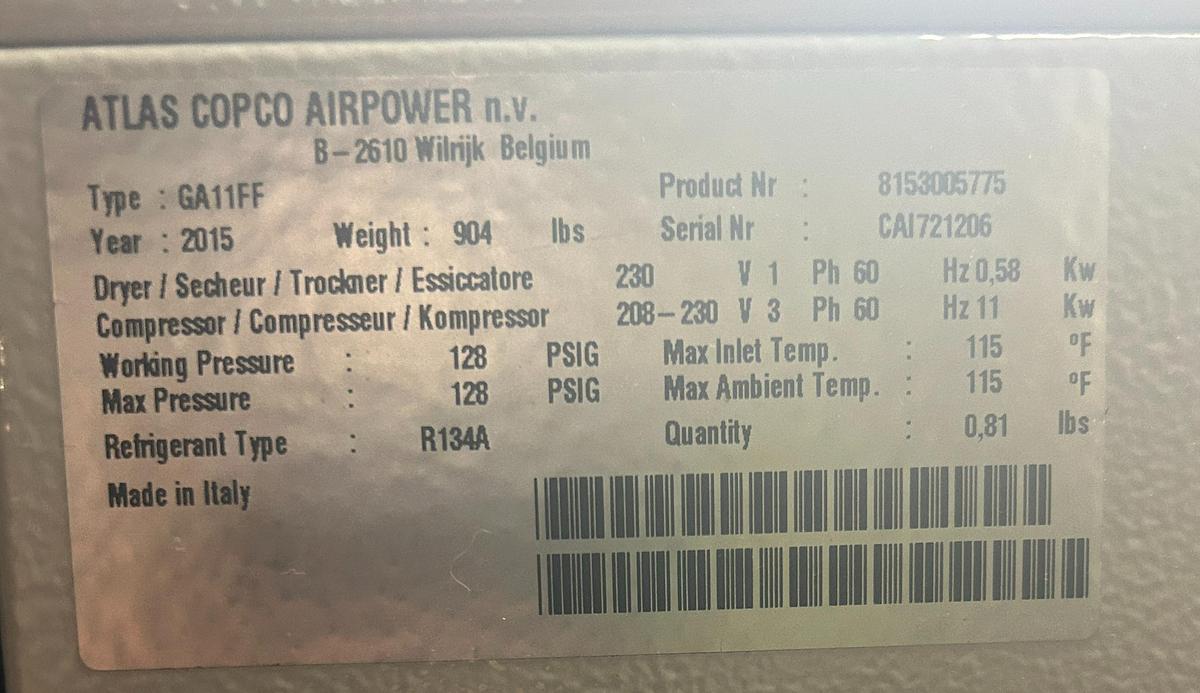 ATLAS COPCO AIRPOWER n.v.
B-2610 Wilrijk Belgium
Type : GA11FF
Product Nr : 8153005775
Year : 2015 Weight : 904 lbs
Serial Nr : CAI721206
Dryer / Secheur / Trockner / Essiccatore 230 V 1 Ph 60 Hz 0,58 Kw
Compressor / Compresseur / Kompressor 208-230 V 3 Ph 60 Hz 11 Kw
Working Pressure : 128 PSIG Max Inlet Temp. : 115 ºF
Max Pressure : 128 PSIG Max Ambient Temp. : 115 ºF
Refrigerant Type : R134A Quantity : 0,81 lbs
Made in Italy